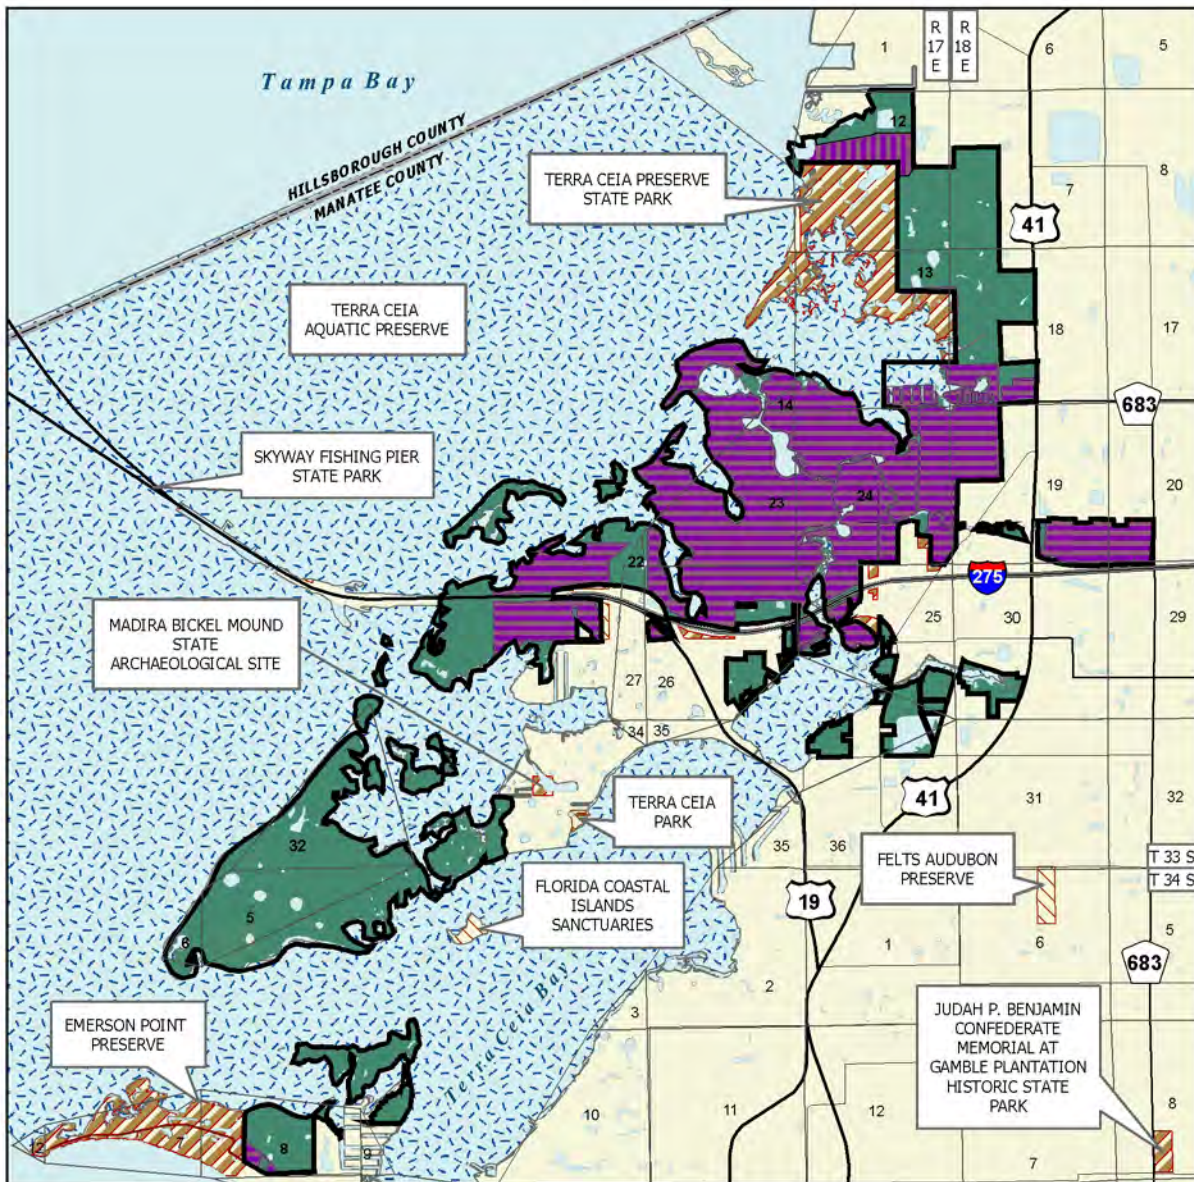 R
17
E
R
18
E
1
6
5
Tampa Bay
12
HILLSBOROUGH COUNTY
MANATEE COUNTY
TERRA CEIA PRESERVE
STATE PARK
8
7
41
13
TERRA CEIA
AQUATIC PRESERVE
18
17
683
14
SKYWAY FISHING PIER
STATE PARK
23
24
19
20
22
275
MADIRA BICKEL MOUND
STATE
ARCHAEOLOGICAL SITE
25
30
29
27
26
34
35
TERRA CEIA
PARK
41
31
32
32
35
36
FELTS AUDUBON
PRESERVE
T 33 S
T 34 S
FLORIDA COASTAL
ISLANDS
SANCTUARIES
19
5
6
1
6
5
683
2
3
Terra Ceia Bay
EMERSON POINT
PRESERVE
JUDAH P. BENJAMIN
CONFEDERATE
MEMORIAL AT
GAMBLE PLANTATION
HISTORIC STATE
PARK
10
11
12
8
12
7
8
9
7